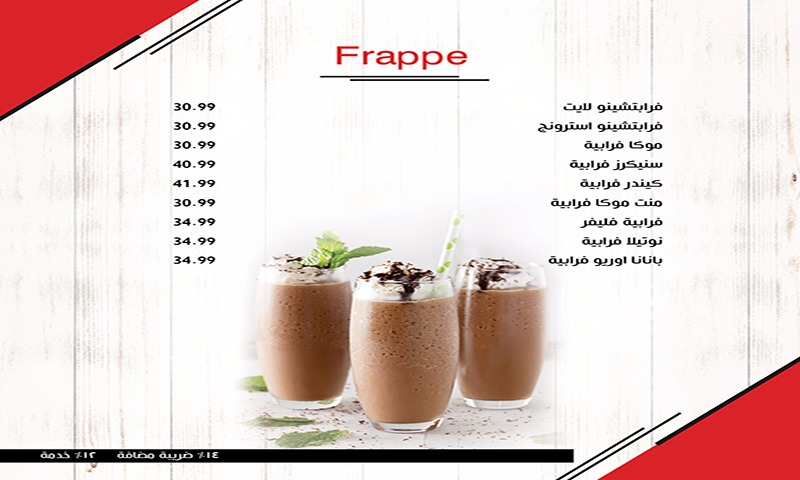 Frappe
فرابتشينو لايت 30.99
فرابتشينو استرونج 30.99
موكا فرابية 30.99
سنيكرز فرابية 40.99
كيندر فرابية 41.99
منت موكا فرابية 30.99
فرابية فليفر 34.99
نوتيلا فرابية 34.99
بانانا اوريو فرابية 34.99
١٤٪ ضريبة مضافة ١٢٪ خدمة